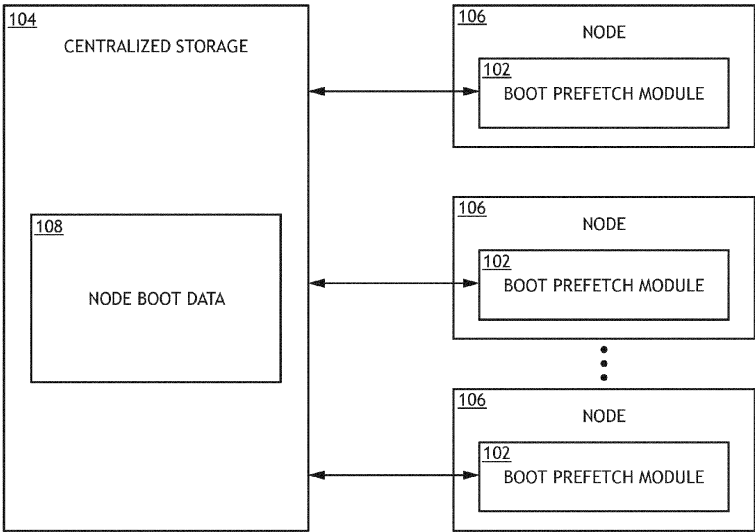 104
CENTRALIZED STORAGE
108
NODE BOOT DATA
106
NODE
102
BOOT PREFETCH MODULE
106
NODE
102
BOOT PREFETCH MODULE
106
NODE
102
BOOT PREFETCH MODULE